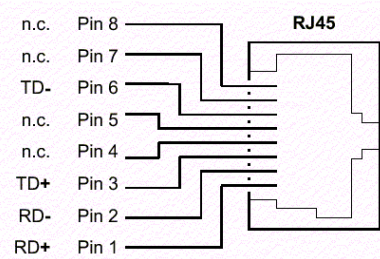 RJ45
n.c. Pin 8
n.c. Pin 7
TD- Pin 6
n.c. Pin 5
n.c. Pin 4
TD+ Pin 3
RD- Pin 2
RD+ Pin 1